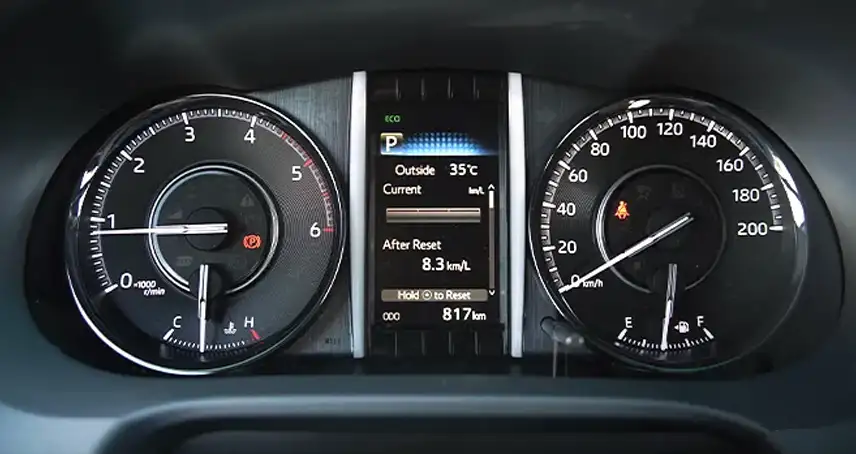 0
1
2
3
4
5
6
×1000
r/min
C
H
(P)
ECO
P
Outside 35℃
Current km/L
After Reset
8.3 km/L
Hold to Reset
ODO 817 km
0
20
40
60
80
100
120
140
160
180
200
km/h
E
F